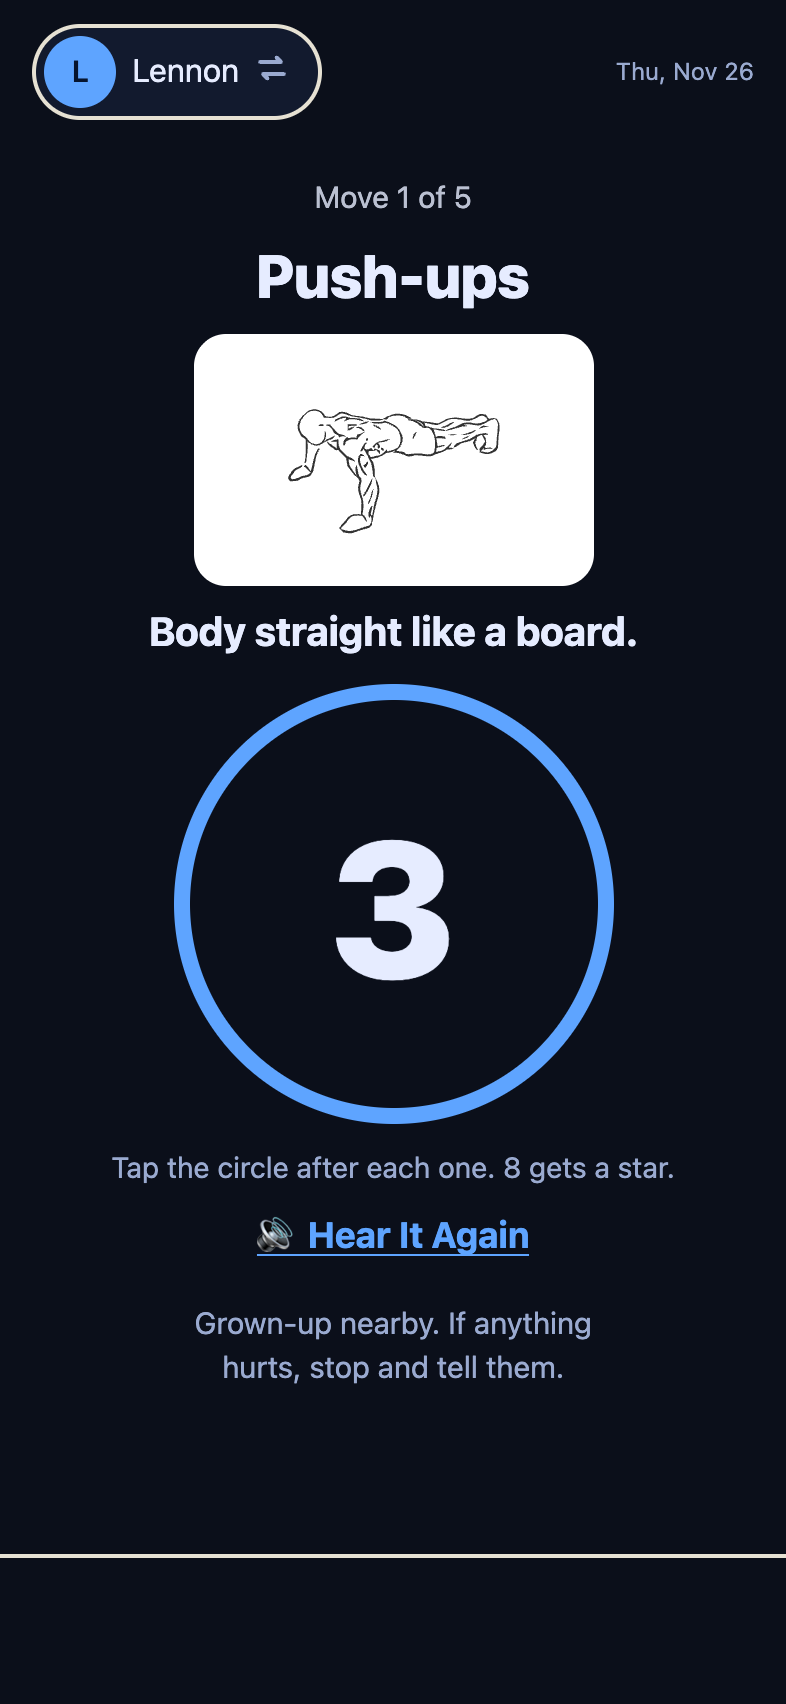 L
Lennon
Thu, Nov 26
Move 1 of 5
Push-ups
Body straight like a board.
3
Tap the circle after each one. 8 gets a star.
Hear It Again
Grown-up nearby. If anything
hurts, stop and tell them.